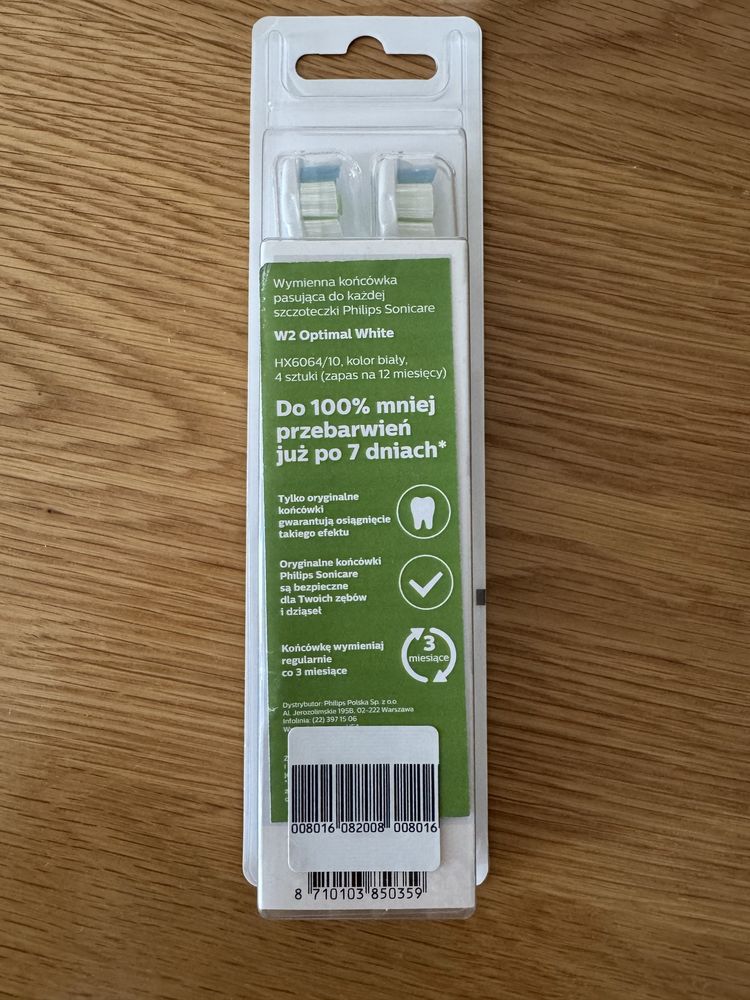 Wymienna końcówka
pasująca do każdej
szczoteczki Philips Sonicare
W2 Optimal White
HX6064/10, kolor biały,
4 sztuki (zapas na 12 miesięcy)
Do 100% mniej
przebarwień
już po 7 dniach*
Tylko oryginalne
końcówki
gwarantują osiągnięcie
takiego efektu
Oryginalne końcówki
Philips Sonicare
są bezpieczne
dla Twoich zębów
i dziąseł
Końcówkę wymieniaj
regularnie
co 3 miesiące
3
miesiące
Dystrybutor: Philips Polska Sp. z o.o
Al. Jerozolimskie 195B, 02-222 Warszawa
Infolinia: (22) 397 15 06
008016 082008 008016
8 710103 850359